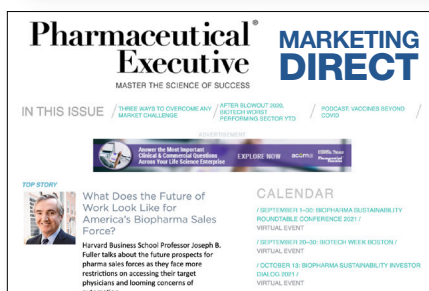 Pharmaceutical
Executive
MASTER THE SCIENCE OF SUCCESS
MARKETING
DIRECT
IN THIS ISSUE
THREE WAYS TO OVERCOME ANY
MARKET CHALLENGE
AFTER BLOWOUT 2020,
BIOTECH WORST
PERFORMING SECTOR YTD
PODCAST: VACCINES BEYOND
COVID
ADVERTISEMENT
Answer the Most Important
Clinical & Commercial Questions
Across Your Life Science Enterprise
EXPLORE NOW
TOP STORY
What Does the Future of
Work Look Like for
America's Biopharma Sales
Force?
Harvard Business School Professor Joseph B.
Fuller talks about the future prospects for
pharma sales forces as they face more
restrictions on accessing their target
physicians and looming concerns of
CALENDAR
/ SEPTEMBER 1–30: BIOPHARMA SUSTAINABILITY
ROUNDTABLE CONFERENCE 2021 /
VIRTUAL EVENT
/ SEPTEMBER 20–30: BIOTECH WEEK BOSTON /
VIRTUAL EVENT
/ OCTOBER 13: BIOPHARMA SUSTAINABILITY INVESTOR
DIALOG 2021 /
VIRTUAL EVENT